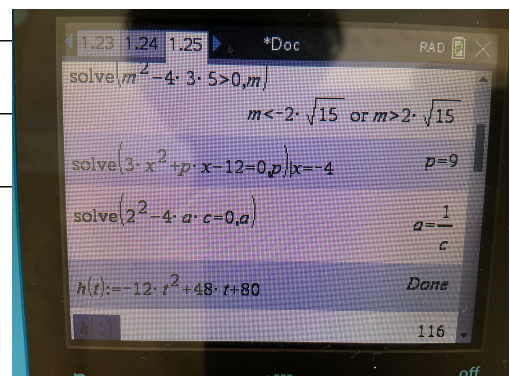 1.23 1.24 1.25 *Doc RAD
solve(m²-4·3·5>0,m)
m<-2·√15 or m>2·√15
solve(3·x²+p·x-12=0,p)|x=-4
p=9
solve(2²-4·a·c=0,a)
a=1/c
h(t):=-12·t²+48·t+80
Done
116
off